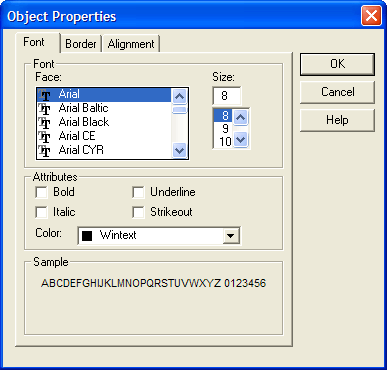 Object Properties
Font Border Alignment
OK
Cancel
Help
Font
Face:
Arial
Arial Baltic
Arial Black
Arial CE
Arial CYR
Size:
8
8
9
10
Attributes
Bold Underline
Italic Strikeout
Color: Wintext
Sample
ABCDEFGHIJKLMNOPQRSTUVWXYZ 0123456